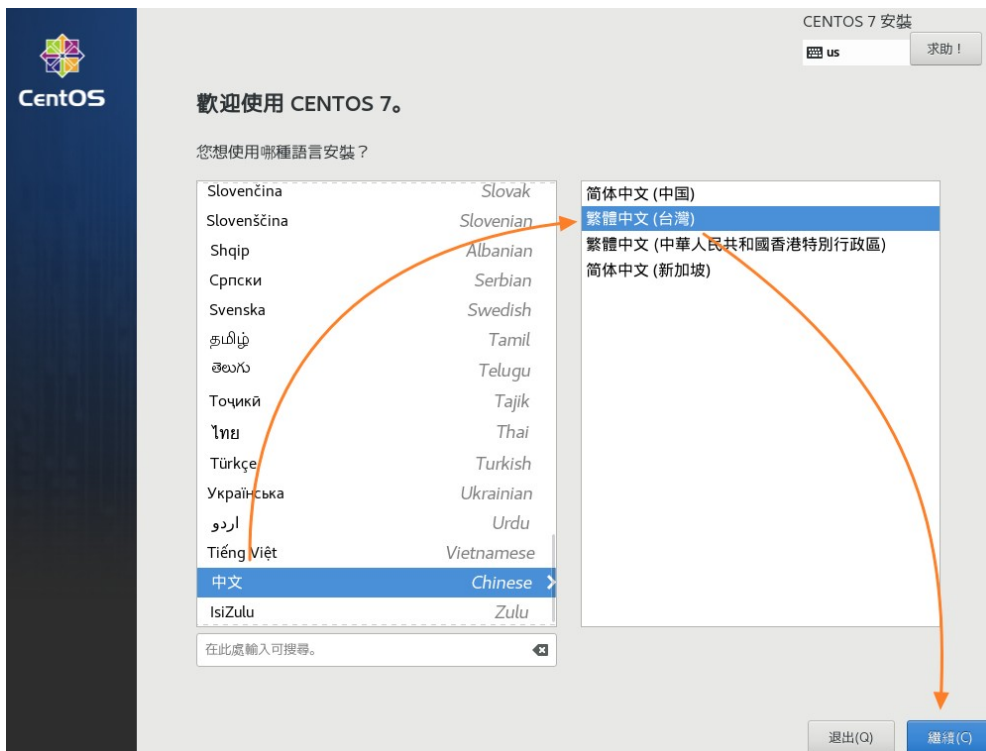 CENTOS 7 安裝
us
求助！
CentOS
歡迎使用 CENTOS 7。
您想使用哪種語言安裝？
Slovenčina Slovak
Slovenščina Slovenian
Shqip Albanian
Српски Serbian
Svenska Swedish
தமிழ் Tamil
తెలుగు Telugu
Тоҷикӣ Tajik
ไทย Thai
Türkçe Turkish
Українська Ukrainian
اردو Urdu
Tiếng Việt Vietnamese
中文 Chinese
IsiZulu Zulu
在此處輸入可搜尋。
简体中文 (中国)
繁體中文 (台灣)
繁體中文 (中華人民共和國香港特別行政區)
简体中文 (新加坡)
退出(Q)
繼續(C)